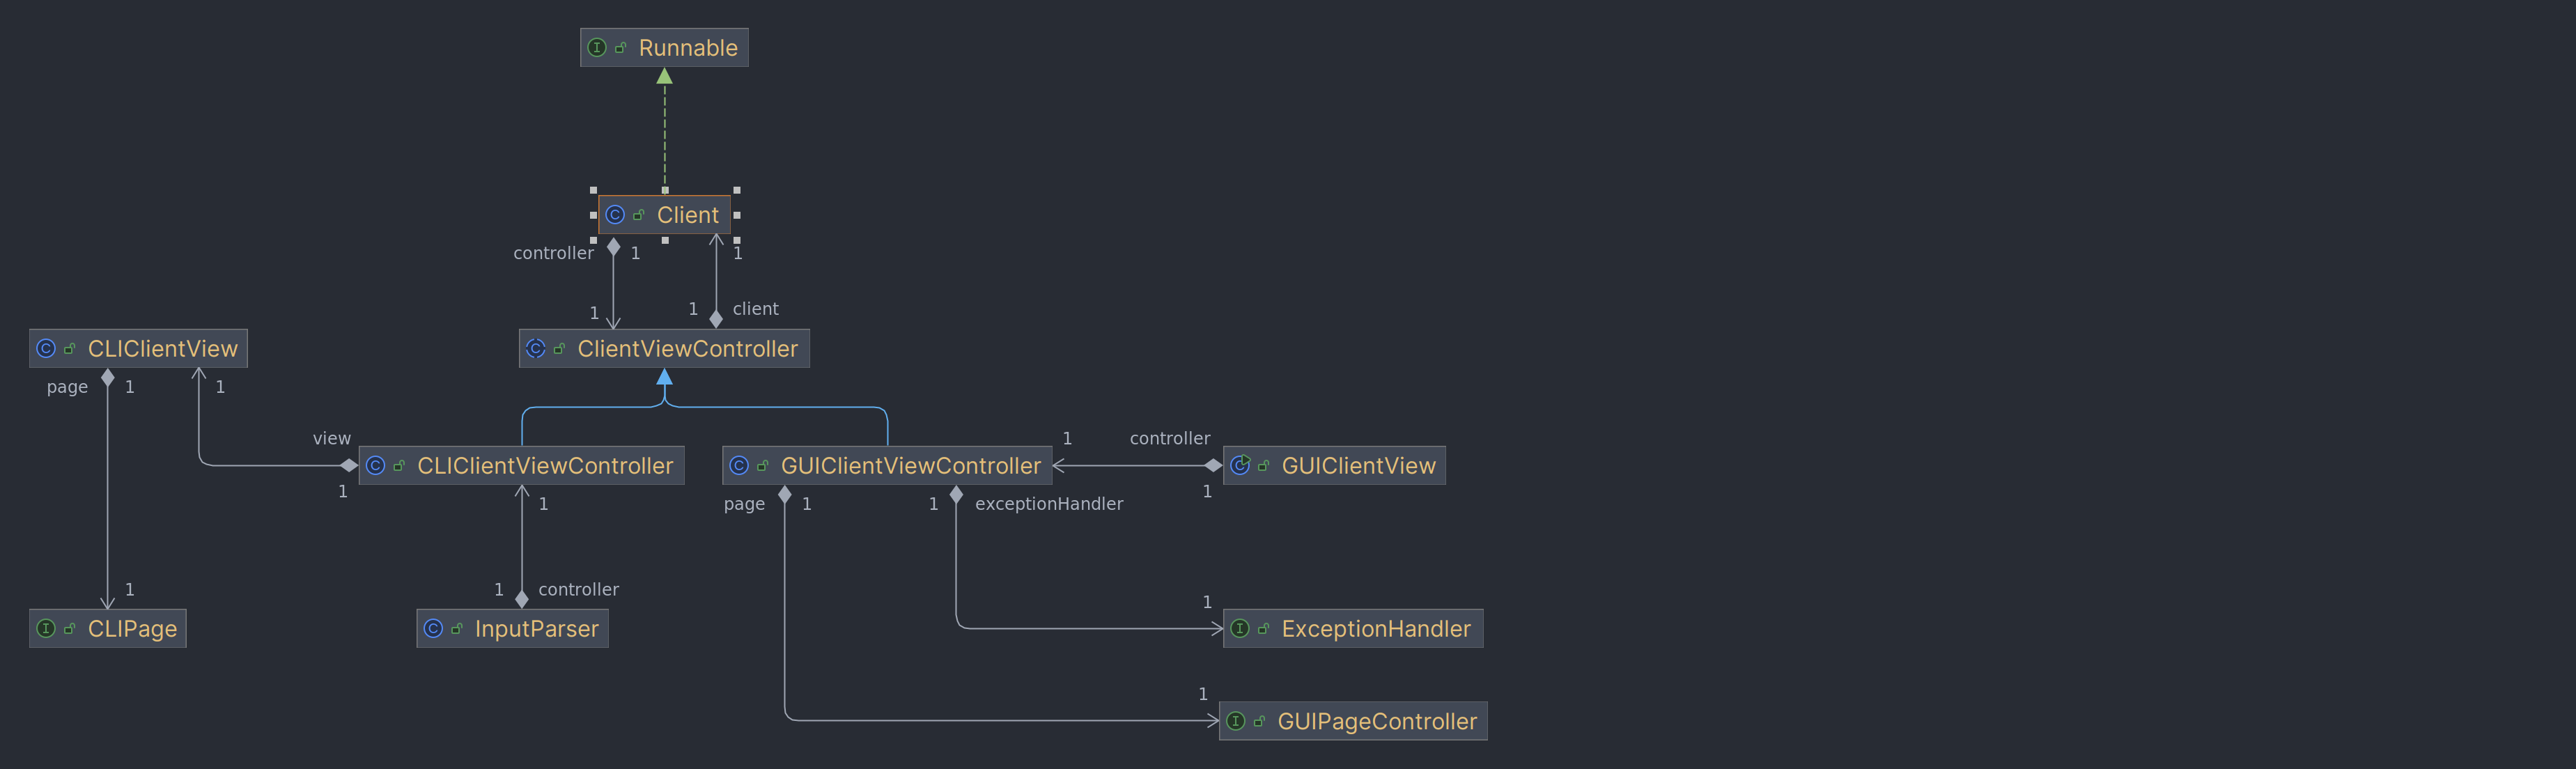 Runnable
Client
controller 1 1
1 1 client
CLIClientView ClientViewController
page 1 1
view 1 controller
CLIClientViewController GUIClientViewController GUIClientView
1 1
1 page 1 1 exceptionHandler
1 1 controller 1
CLIPage InputParser ExceptionHandler
1
GUIPageController